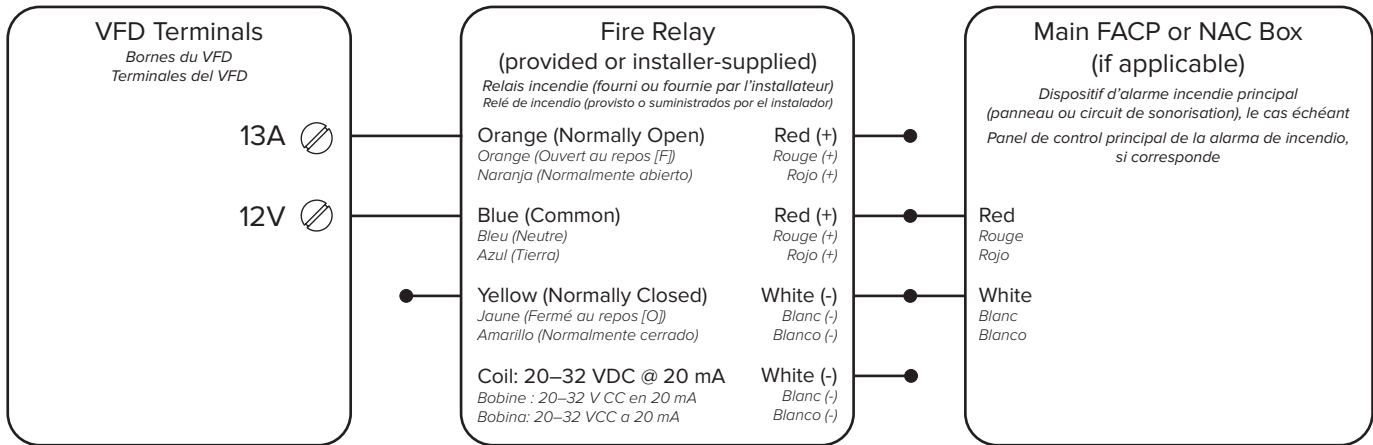 VFD Terminals
Bornes du VFD
Terminales del VFD
13A
12V
Fire Relay
(provided or installer-supplied)
Relais incendie (fourni ou fournie par l'installateur)
Relé de incendio (provisto o suministrados por el instalador)
Orange (Normally Open)
Orange (Ouvert au repos [F])
Naranja (Normalmente abierto)
Red (+)
Rouge (+)
Rojo (+)
Blue (Common)
Bleu (Neutre)
Azul (Tierra)
Red (+)
Rouge (+)
Rojo (+)
Yellow (Normally Closed)
Jaune (Fermé au repos [O])
Amarillo (Normalmente cerrado)
White (-)
Blanc (-)
Blanco (-)
Coil: 20–32 VDC @ 20 mA
Bobine : 20–32 V CC en 20 mA
Bobina: 20–32 VCC a 20 mA
White (-)
Blanc (-)
Blanco (-)
Main FACP or NAC Box
(if applicable)
Dispositif d'alarme incendie principal
(panneau ou circuit de sonorisation), le cas échéant
Panel de control principal de la alarma de incendio,
si corresponde
Red
Rouge
Rojo
White
Blanc
Blanco